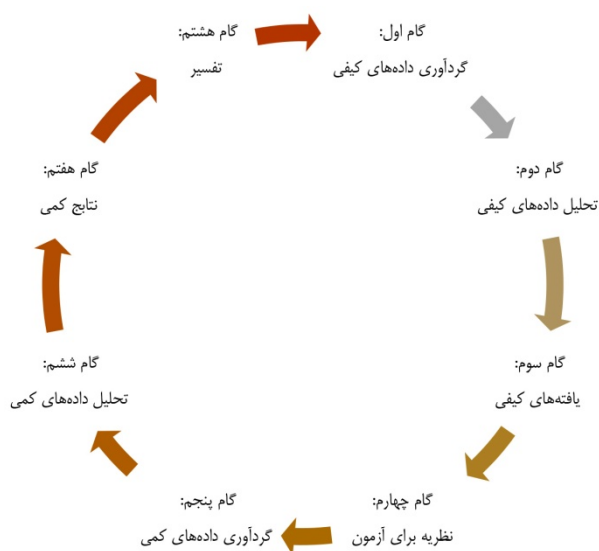 گام اول:
گردآوری داده‌های کیفی
گام دوم:
تحلیل داده‌های کیفی
گام سوم:
یافته‌های کیفی
گام چهارم:
نظریه برای آزمون
گام پنجم:
گردآوری داده‌های کمی
گام ششم:
تحلیل داده‌های کمی
گام هفتم:
نتایج کمی
گام هشتم:
تفسیر